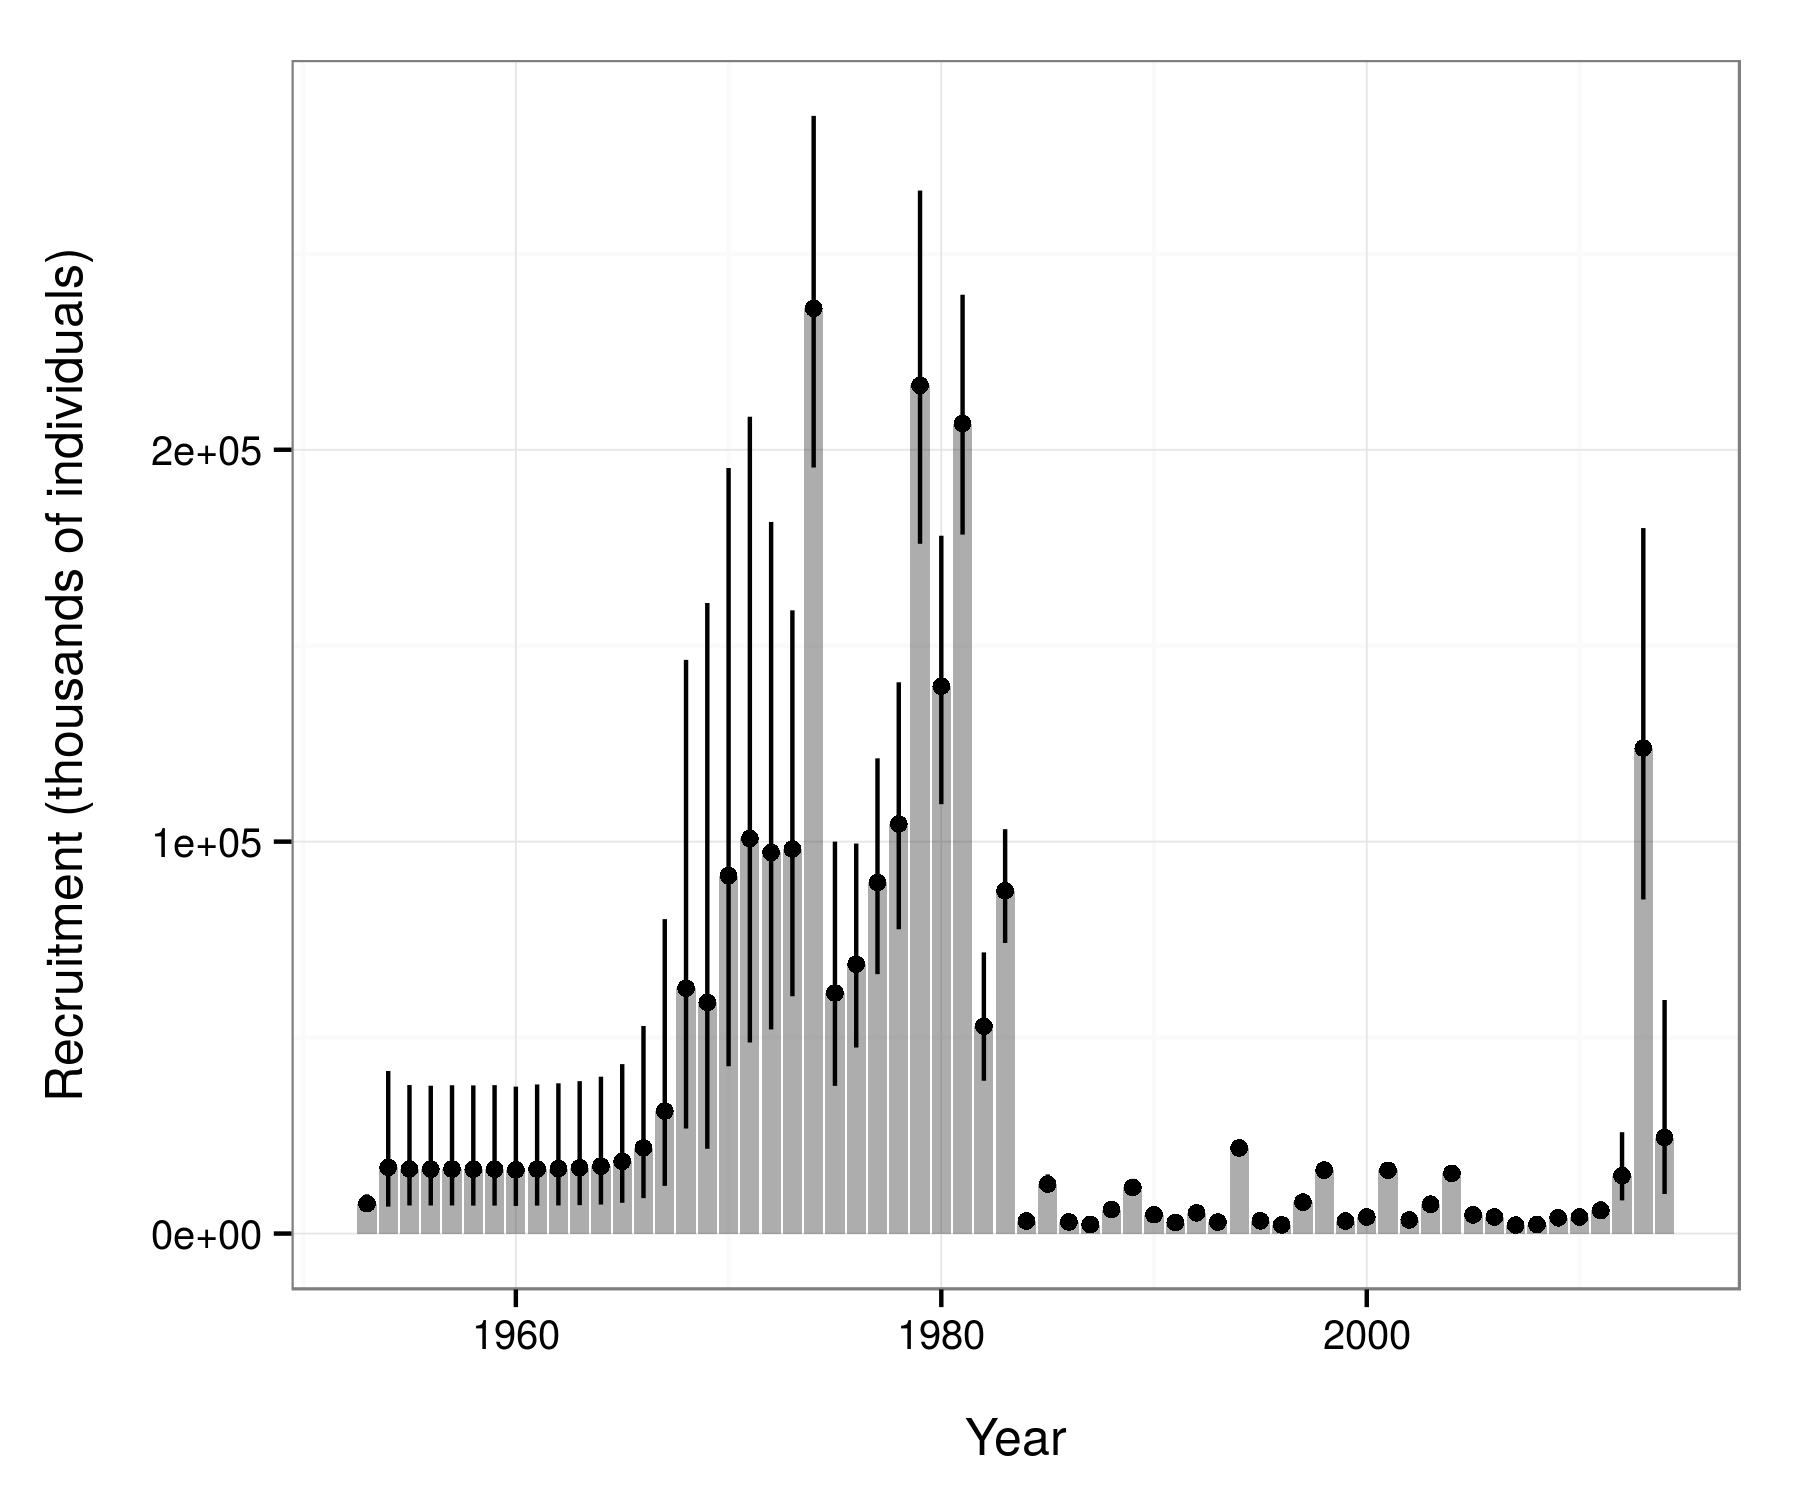 Recruitment (thousands of individuals)
2e+05
1e+05
0e+00
1960 1980 2000
Year